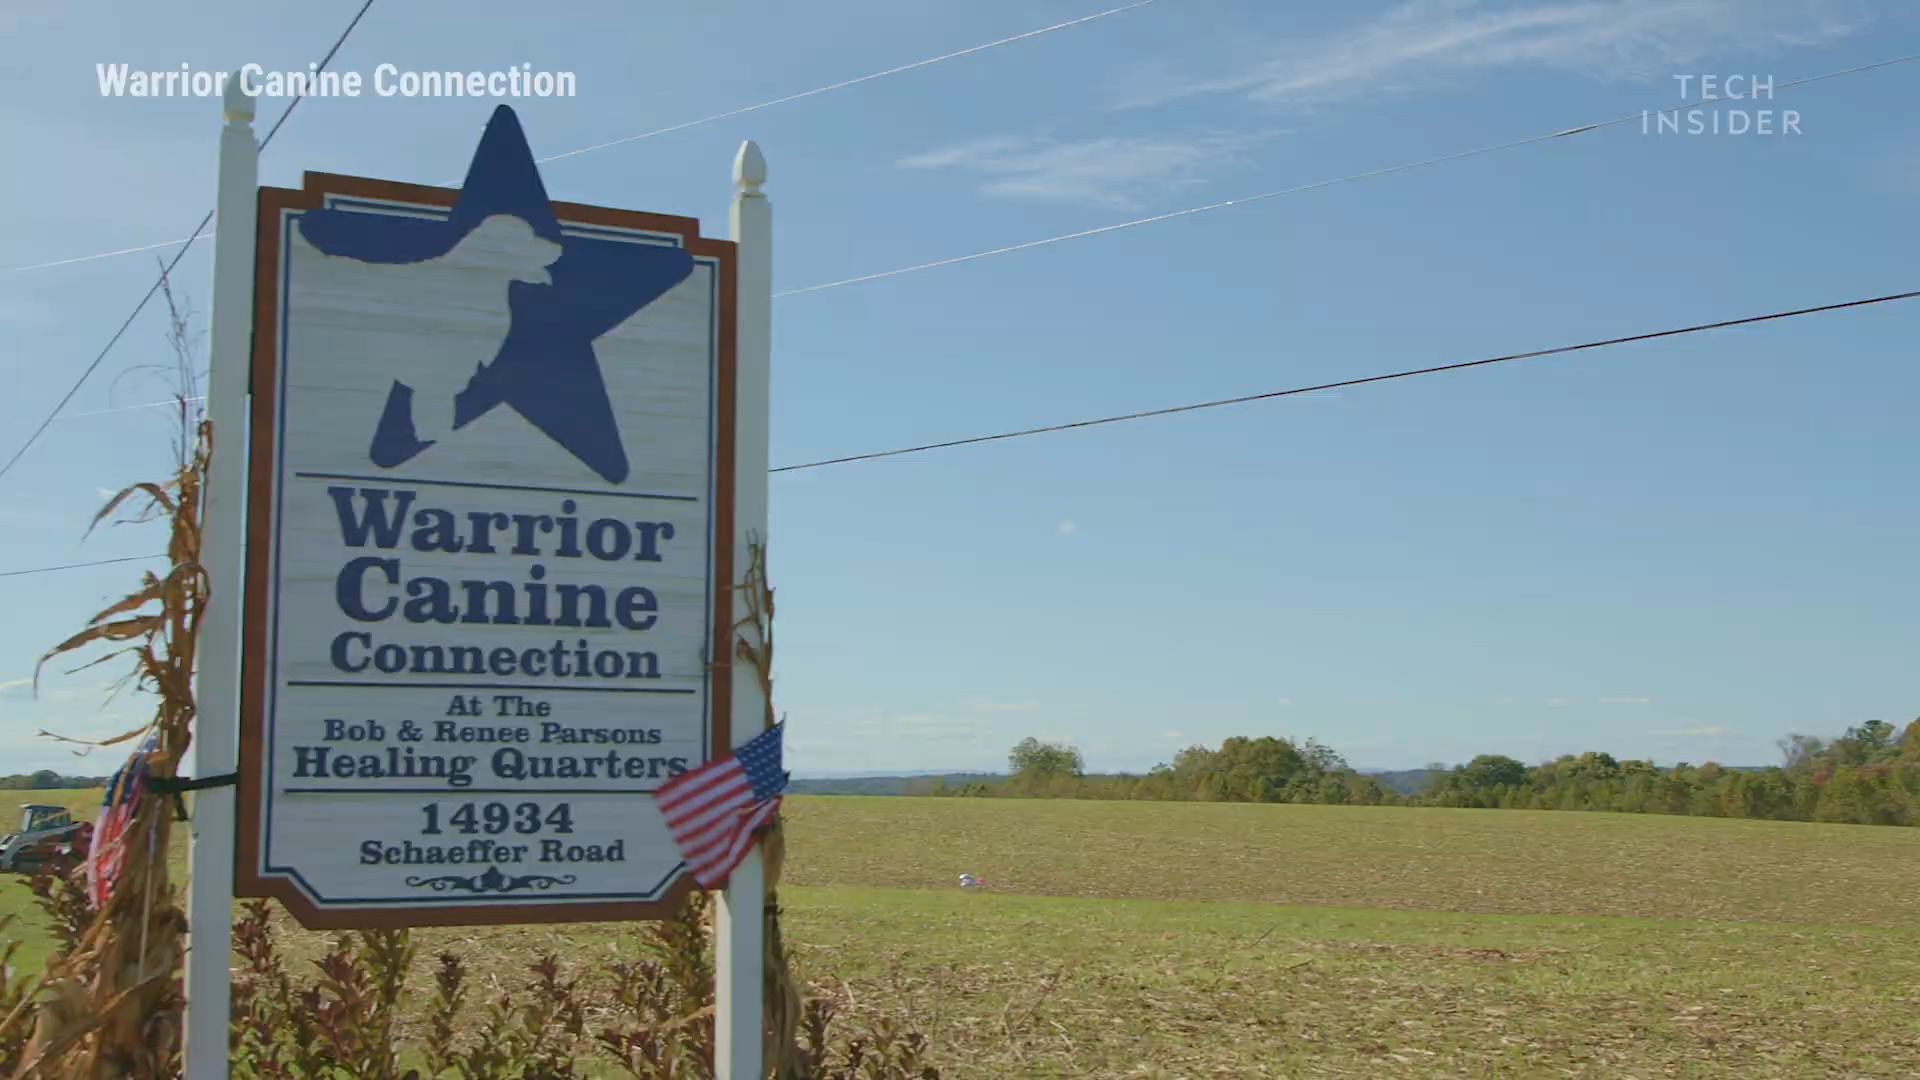 Warrior Canine Connection
TECH
INSIDER
Warrior
Canine
Connection
At The
Bob & Renee Parsons
Healing Quarters
14934
Schaeffer Road